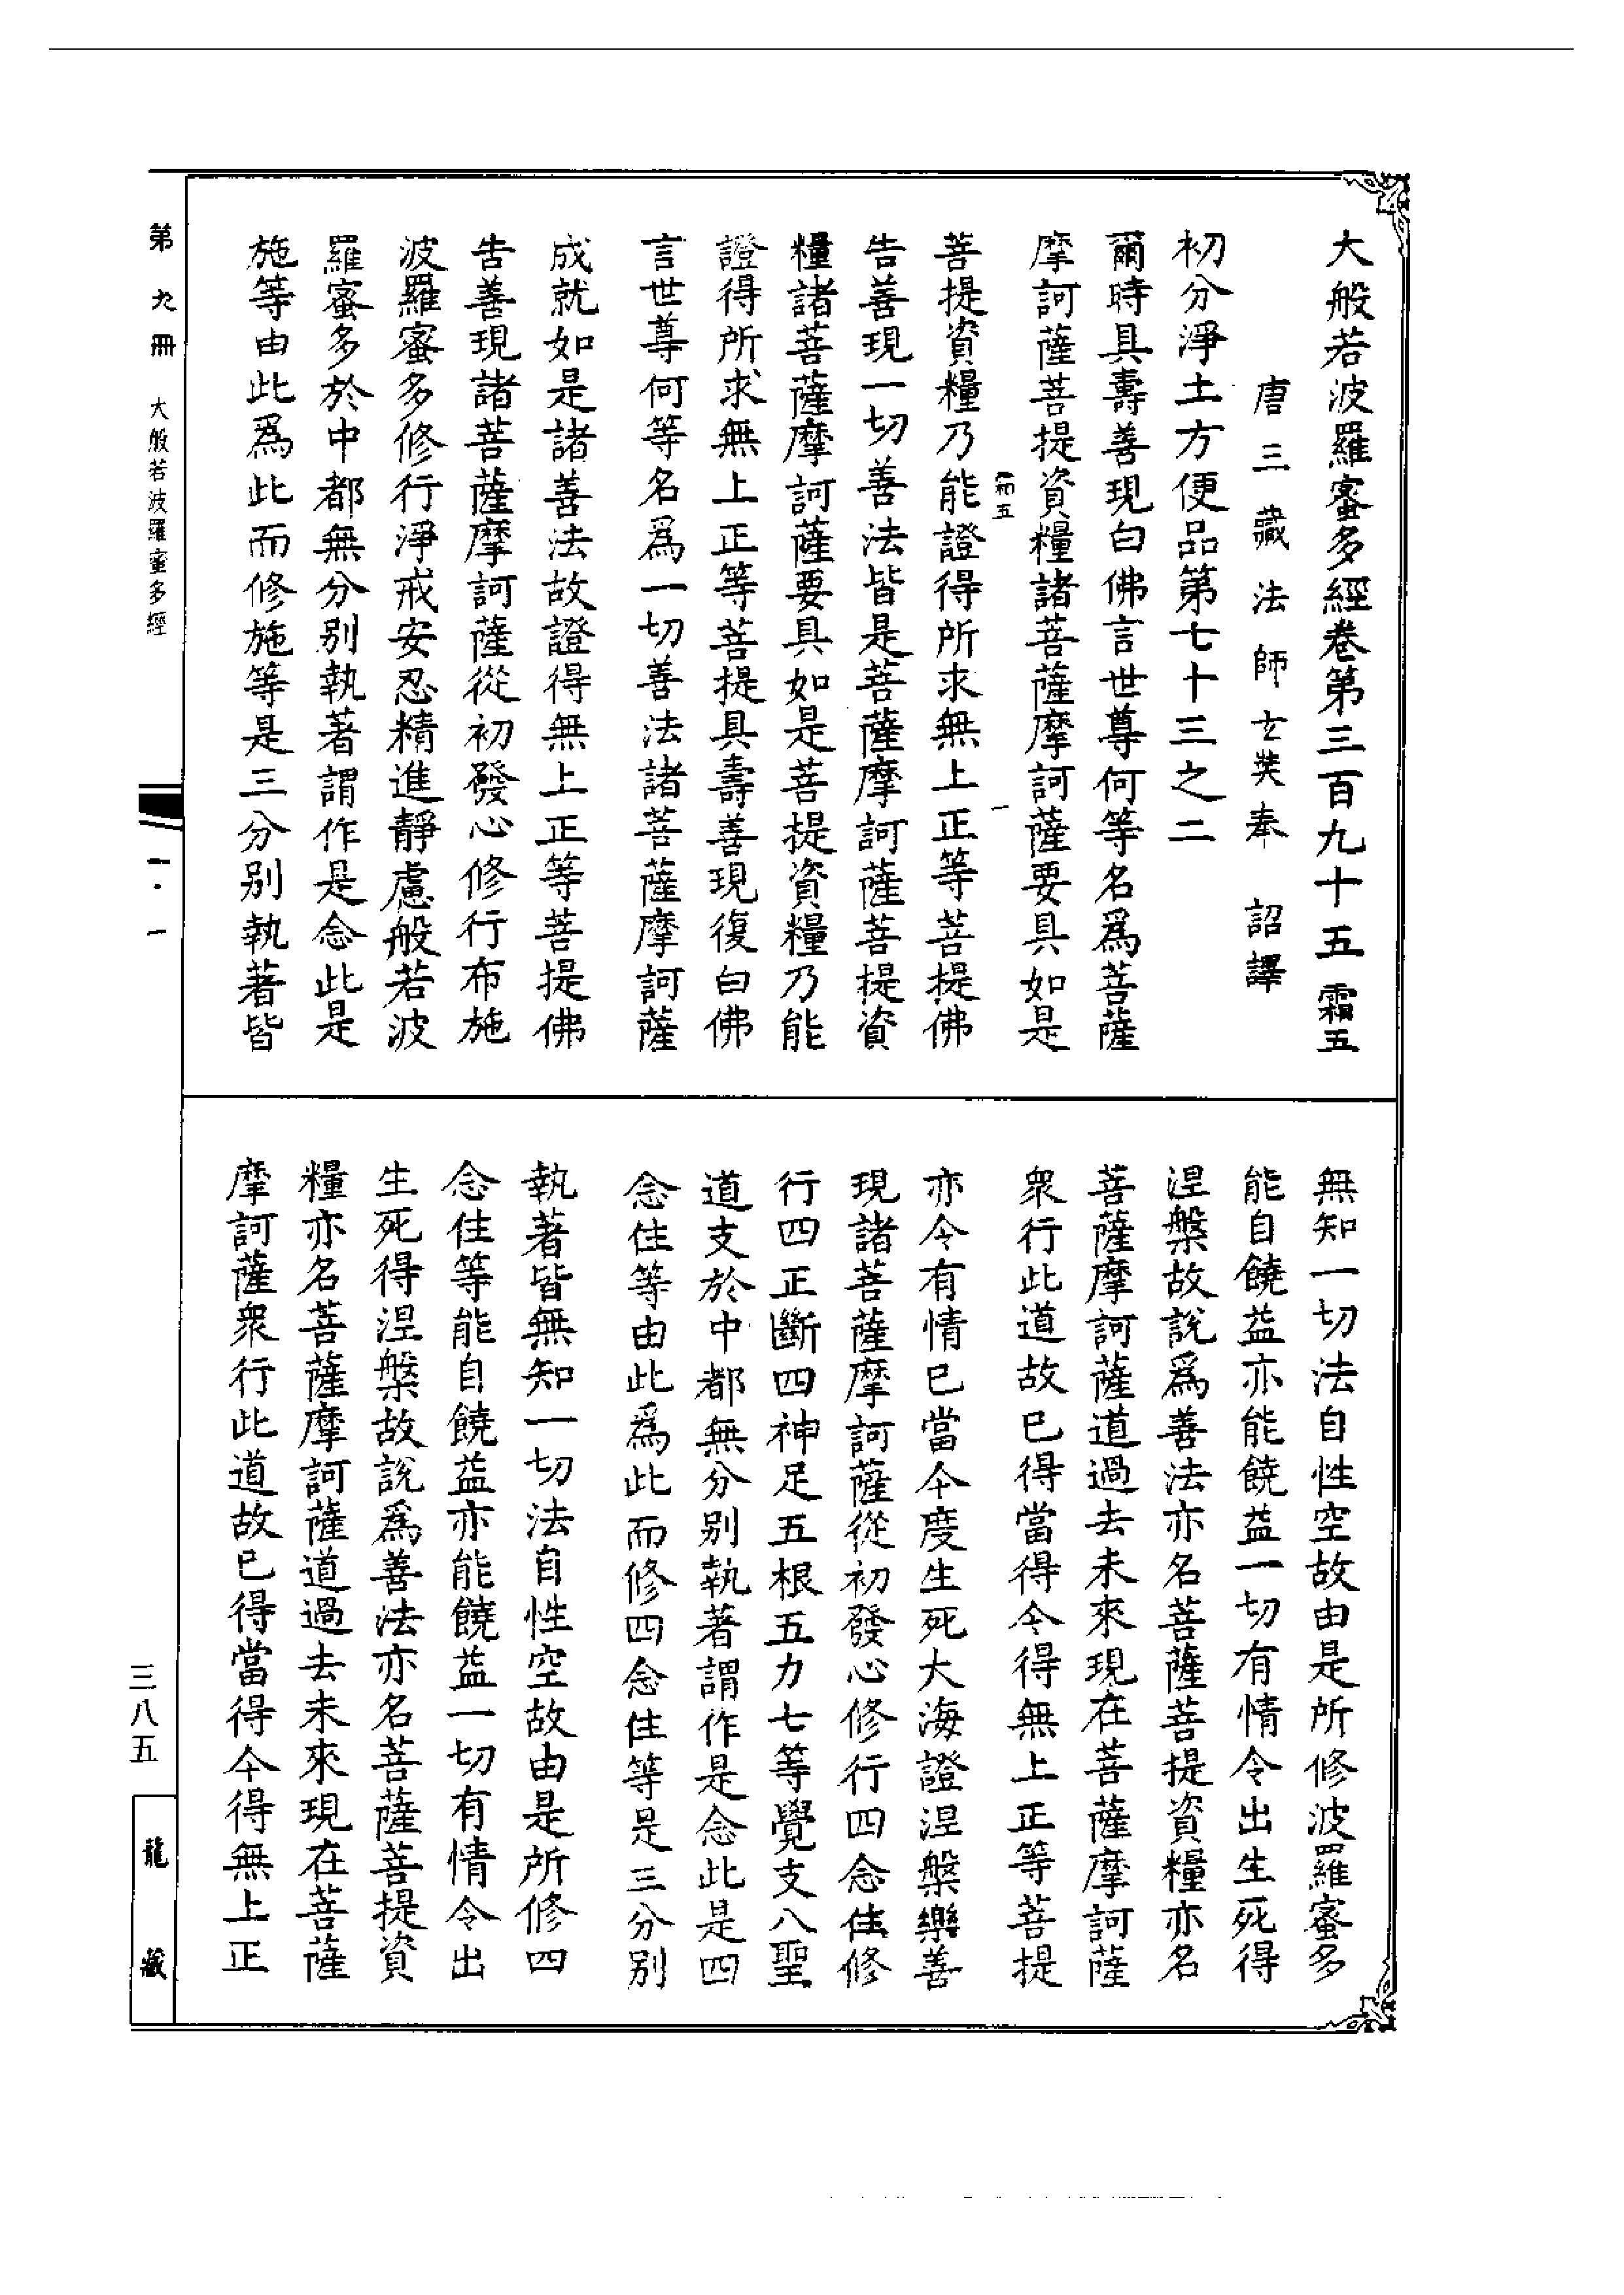 大般若波羅蜜多經卷第三百九十五 霜五
唐三藏法師玄奘奉 詔譯
初分淨土方便品第七十三之二
爾時具壽善現白佛言世尊何等名爲菩薩
摩訶薩菩提資糧諸菩薩摩訶薩要具如是
菩提資糧乃能證得所求無上正等菩提佛
告善現一切善法皆是菩薩摩訶薩菩提資
糧諸菩薩摩訶薩要具如是菩提資糧乃能
證得所求無上正等菩提具壽善現復白佛
言世尊何等名爲一切善法諸菩薩摩訶薩
成就如是諸善法故證得無上正等菩提佛
告善現諸菩薩摩訶薩從初發心修行布施
波羅蜜多修行淨戒安忍精進靜慮般若波
羅蜜多於中都無分別執著謂作是念此是
施等由此爲此而修施等是三分別執著皆
無知一切法自性空故由是所修波羅蜜多
能自饒益亦能饒益一切有情令出生死得
涅槃故說爲善法亦名菩薩菩提資糧亦名
菩薩摩訶薩道過去未來現在菩薩摩訶薩
衆行此道故已得當得今得無上正等菩提
亦令有情已當今度生死大海證涅槃樂善
現諸菩薩摩訶薩從初發心修行四念住修
行四正斷四神足五根五力七等覺支八聖
道支於中都無分別執著謂作是念此是四
念住等由此爲此而修四念住等是三分別
執著皆無知一切法自性空故由是所修四
念住等能自饒益亦能饒益一切有情令出
生死得涅槃故說爲善法亦名菩薩菩提資
糧亦名菩薩摩訶薩道過去未來現在菩薩
摩訶薩衆行此道故已得當得今得無上正
第九冊 大般若波羅蜜多經
一·一
三八五
龍藏